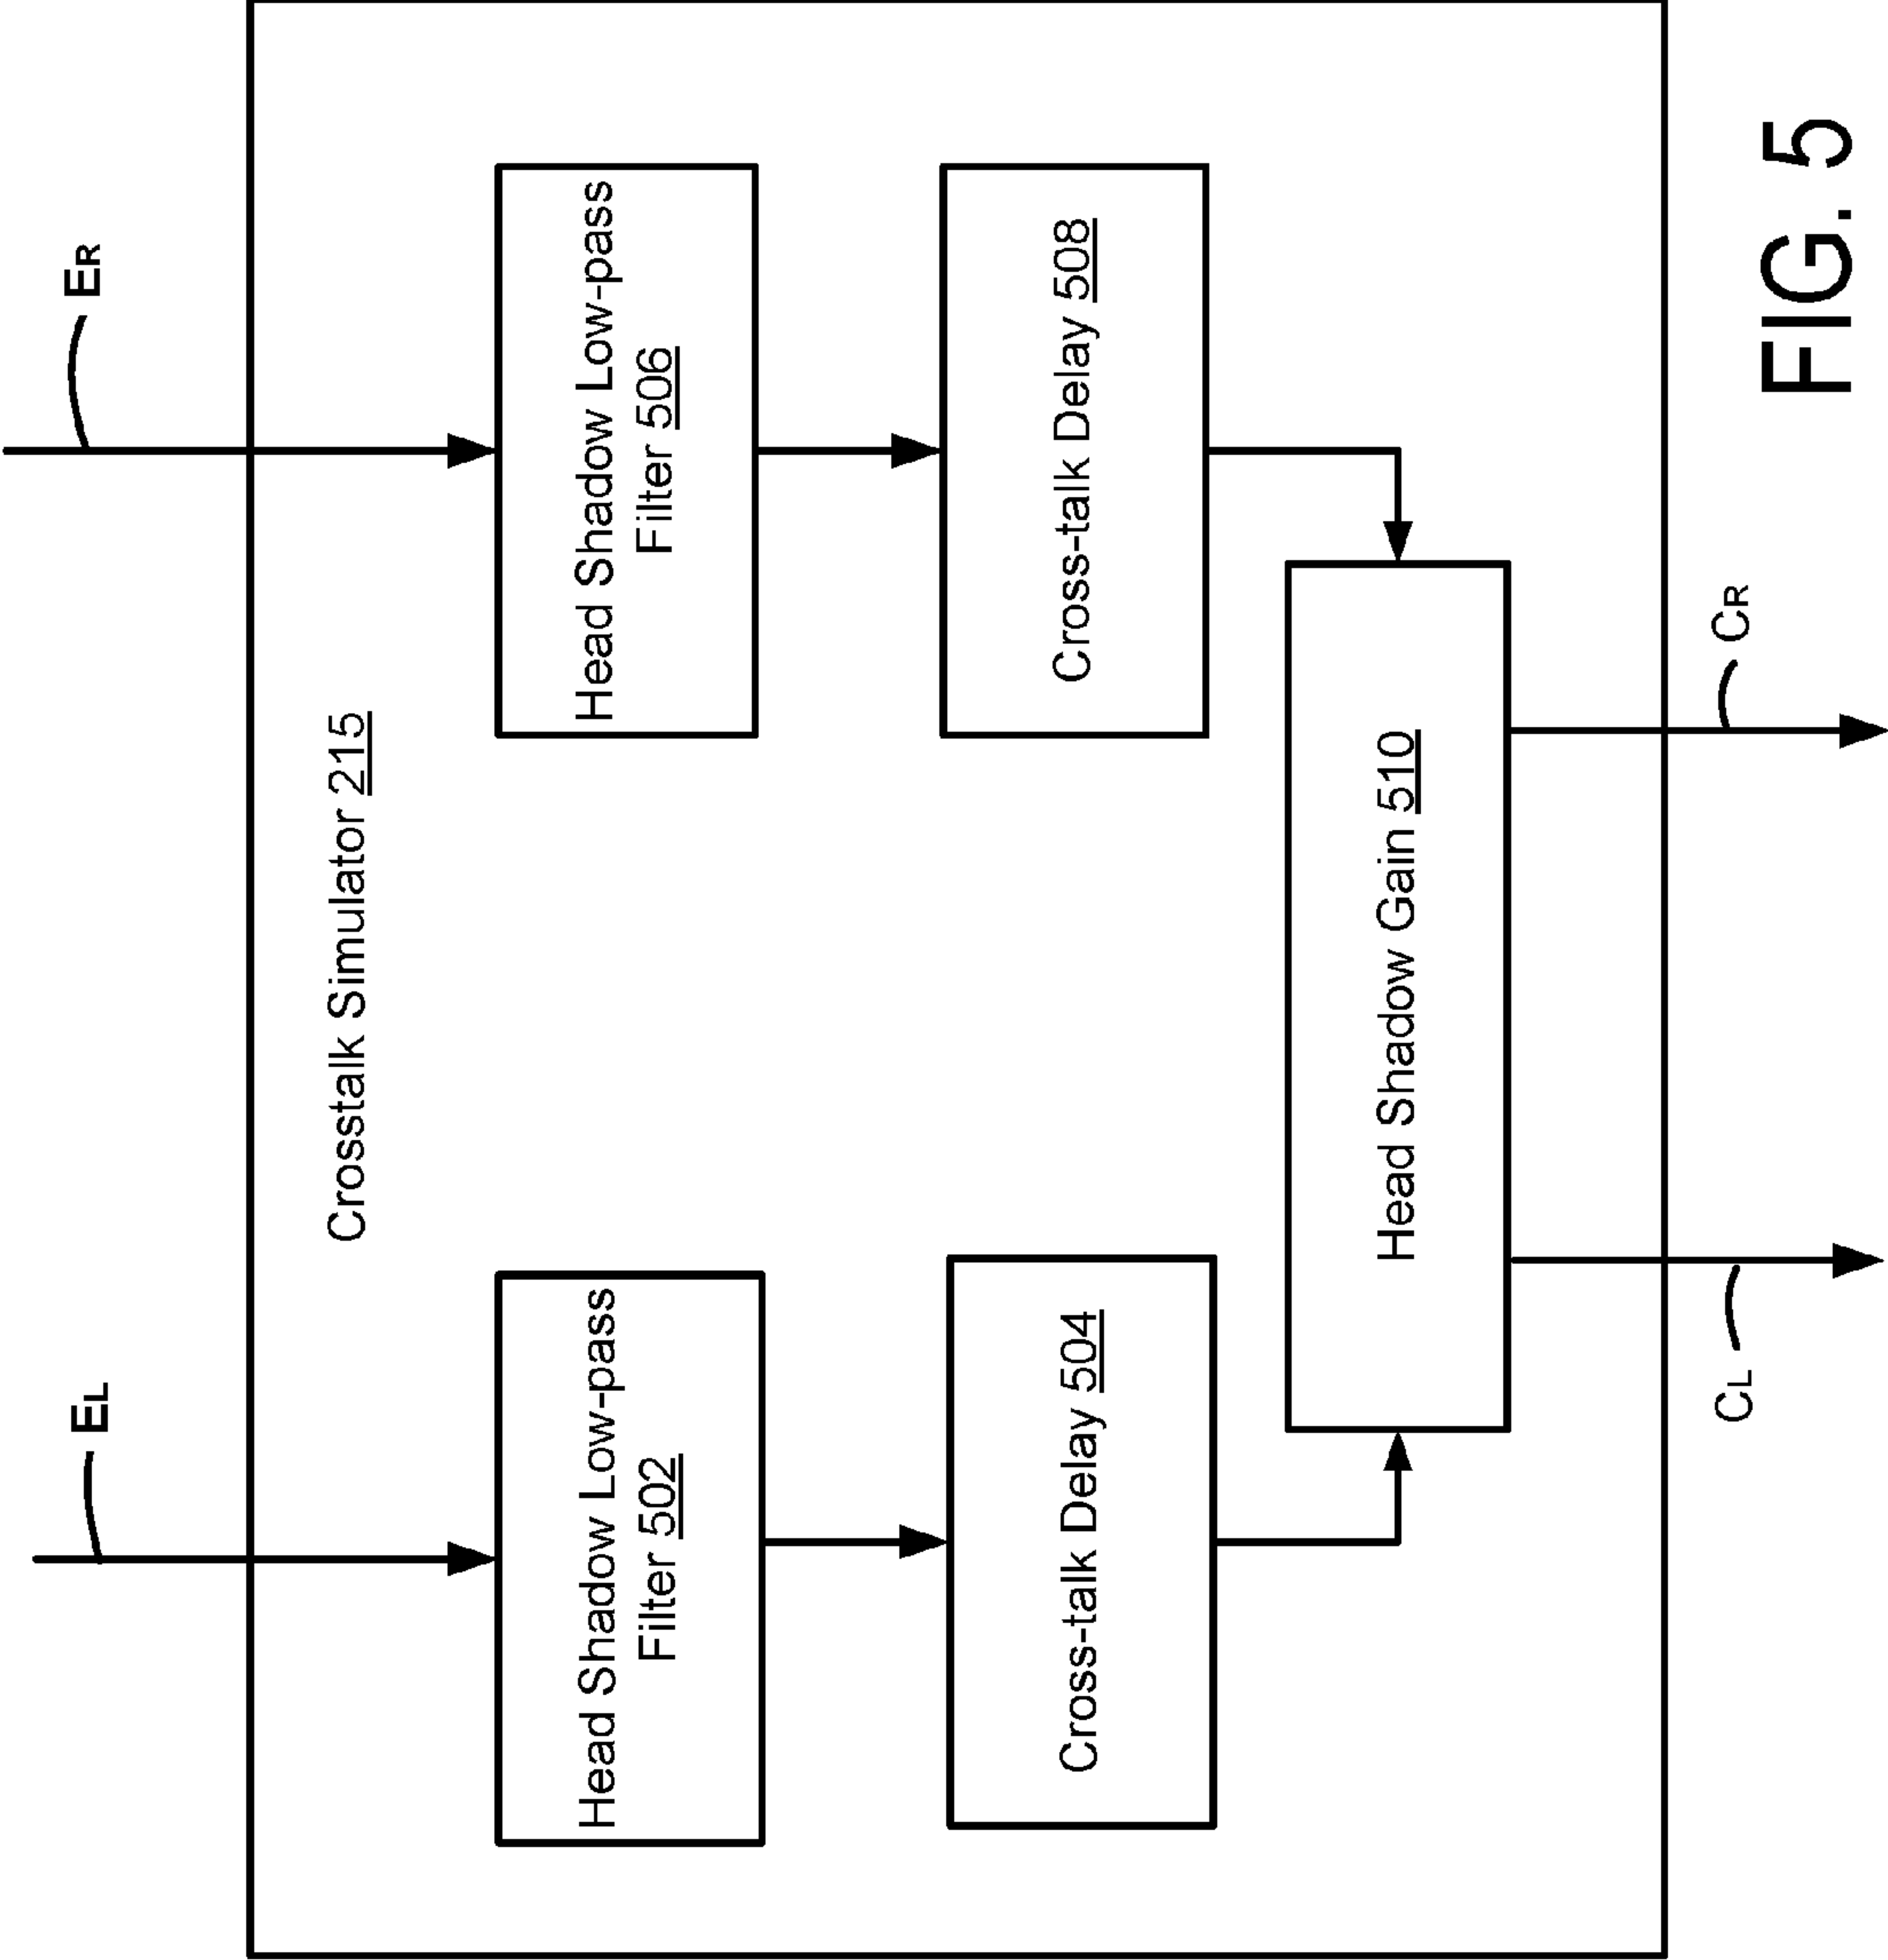 EL
ER
Crosstalk Simulator 215
Head Shadow Low-pass
Filter 502
Head Shadow Low-pass
Filter 506
Cross-talk Delay 504
Cross-talk Delay 508
Head Shadow Gain 510
CL
CR
FIG. 5